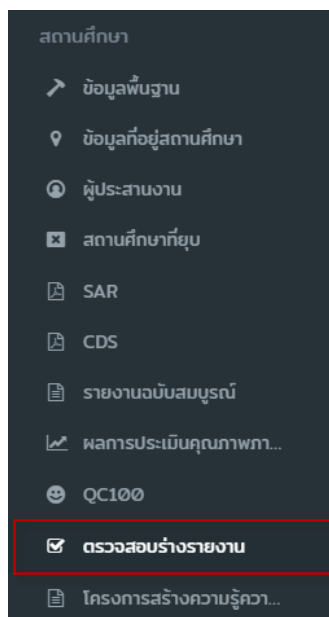 สถานศึกษา
ข้อมูลพื้นฐาน
ข้อมูลที่อยู่สถานศึกษา
ผู้ประสานงาน
สถานศึกษาที่ยุบ
SAR
CDS
รายงานฉบับสมบูรณ์
ผลการประเมินคุณภาพภา...
QC100
ตรวจสอบร่างรายงาน
โครงการสร้างความรู้ควา...